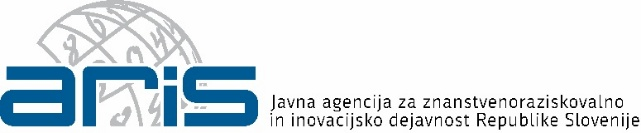 aris
Javna agencija za znanstvenoraziskovalno
in inovacijsko dejavnost Republike Slovenije